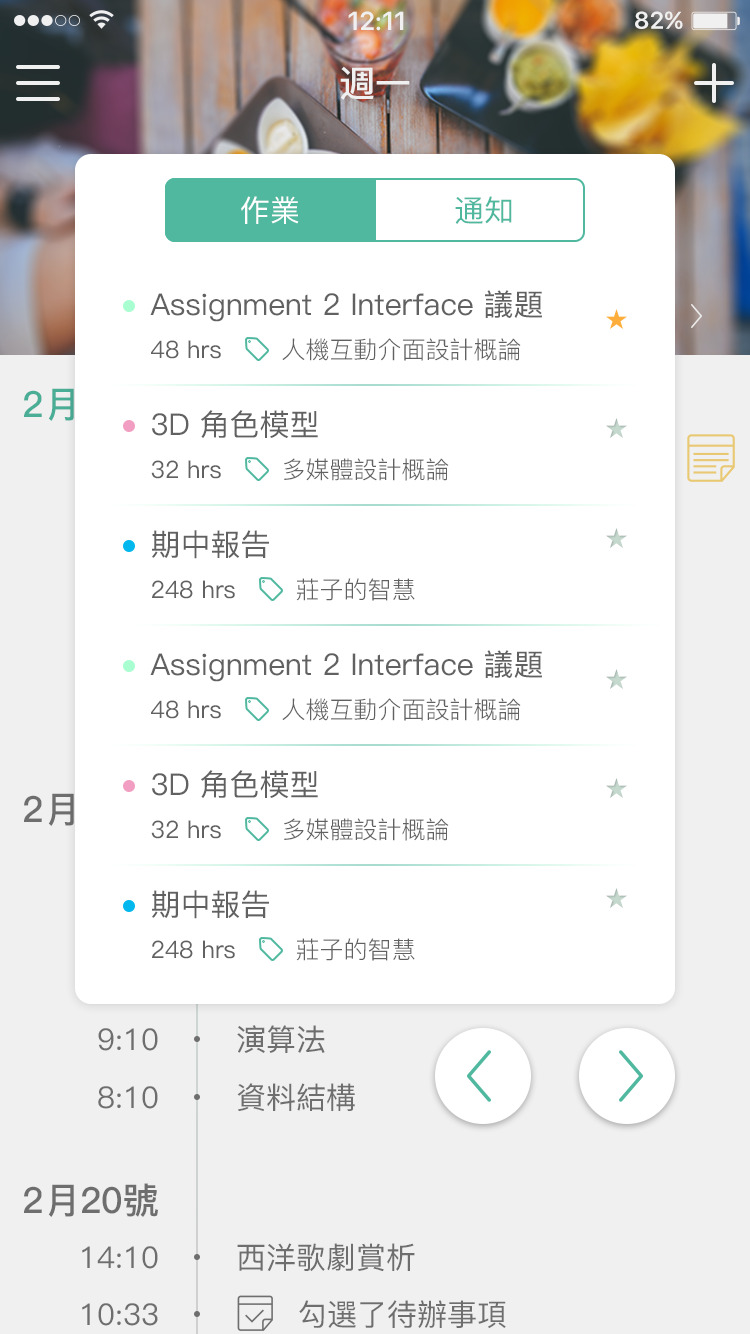 12:11
82%
週一
作業 通知
Assignment 2 Interface 議題
48 hrs 人機互動介面設計概論
2月
3D 角色模型
32 hrs 多媒體設計概論
期中報告
248 hrs 莊子的智慧
Assignment 2 Interface 議題
48 hrs 人機互動介面設計概論
3D 角色模型
2月
32 hrs 多媒體設計概論
期中報告
248 hrs 莊子的智慧
9:10 演算法
8:10 資料結構
2月20號
14:10 西洋歌劇賞析
10:33 勾選了待辦事項